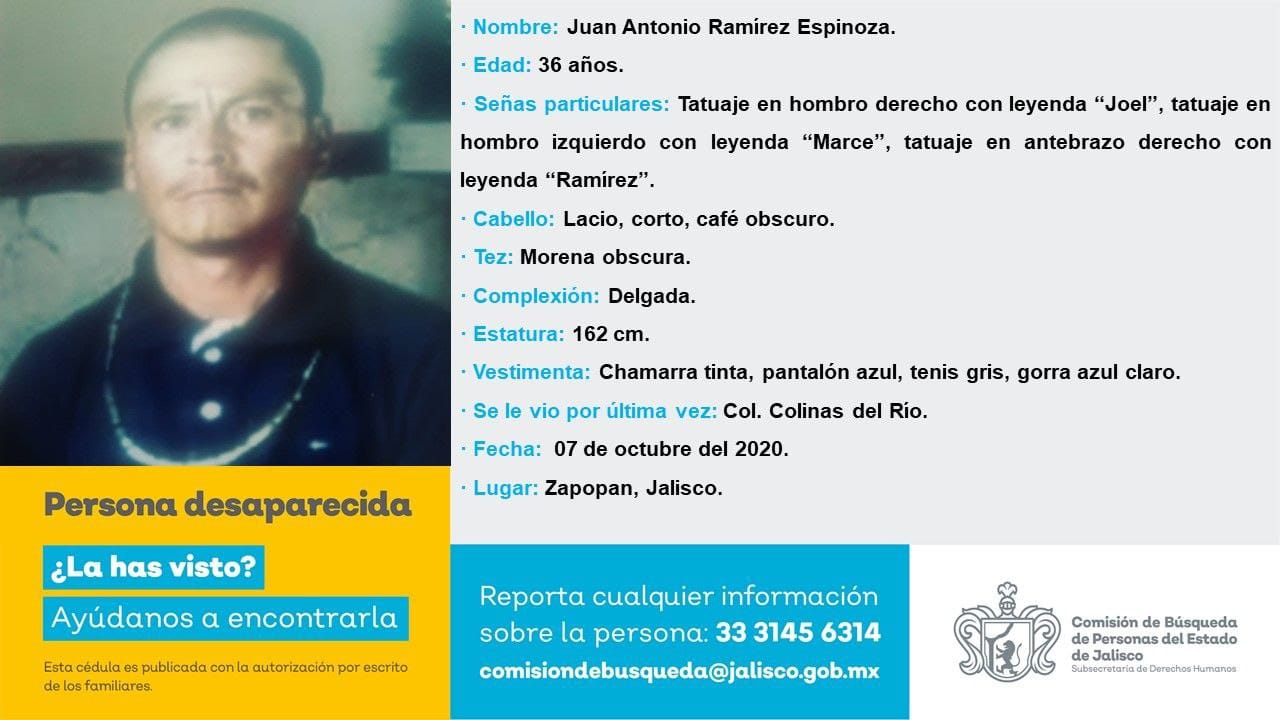 · Nombre: Juan Antonio Ramírez Espinoza.
· Edad: 36 años.
· Señas particulares: Tatuaje en hombro derecho con leyenda “Joel”, tatuaje en
hombro izquierdo con leyenda “Marce”, tatuaje en antebrazo derecho con
leyenda “Ramírez”.
· Cabello: Lacio, corto, café obscuro.
· Tez: Morena obscura.
· Complexión: Delgada.
· Estatura: 162 cm.
· Vestimenta: Chamarra tinta, pantalón azul, tenis gris, gorra azul claro.
· Se le vio por última vez: Col. Colinas del Río.
· Fecha: 07 de octubre del 2020.
· Lugar: Zapopan, Jalisco.
Persona desaparecida
¿La has visto?
Ayúdanos a encontrarla
Esta cédula es publicada con la autorización por escrito
de los familiares.
Reporta cualquier información
sobre la persona: 33 3145 6314
comisiondebusqueda@jalisco.gob.mx
Comisión de Búsqueda
de Personas del Estado
de Jalisco
Subsecretaría de Derechos Humanos